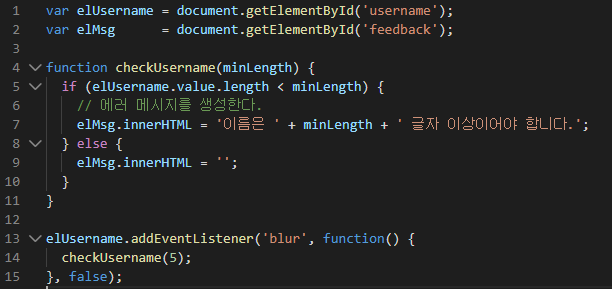 1 var elUsername = document.getElementById('username');
2 var elMsg      = document.getElementById('feedback');
3
4 function checkUsername(minLength) {
5   if (elUsername.value.length < minLength) {
6     // 에러 메시지를 생성한다.
7     elMsg.innerHTML = '이름은 ' + minLength + ' 글자 이상이어야 합니다.';
8   } else {
9     elMsg.innerHTML = '';
10   }
11 }
12
13 elUsername.addEventListener('blur', function() {
14   checkUsername(5);
15 }, false);